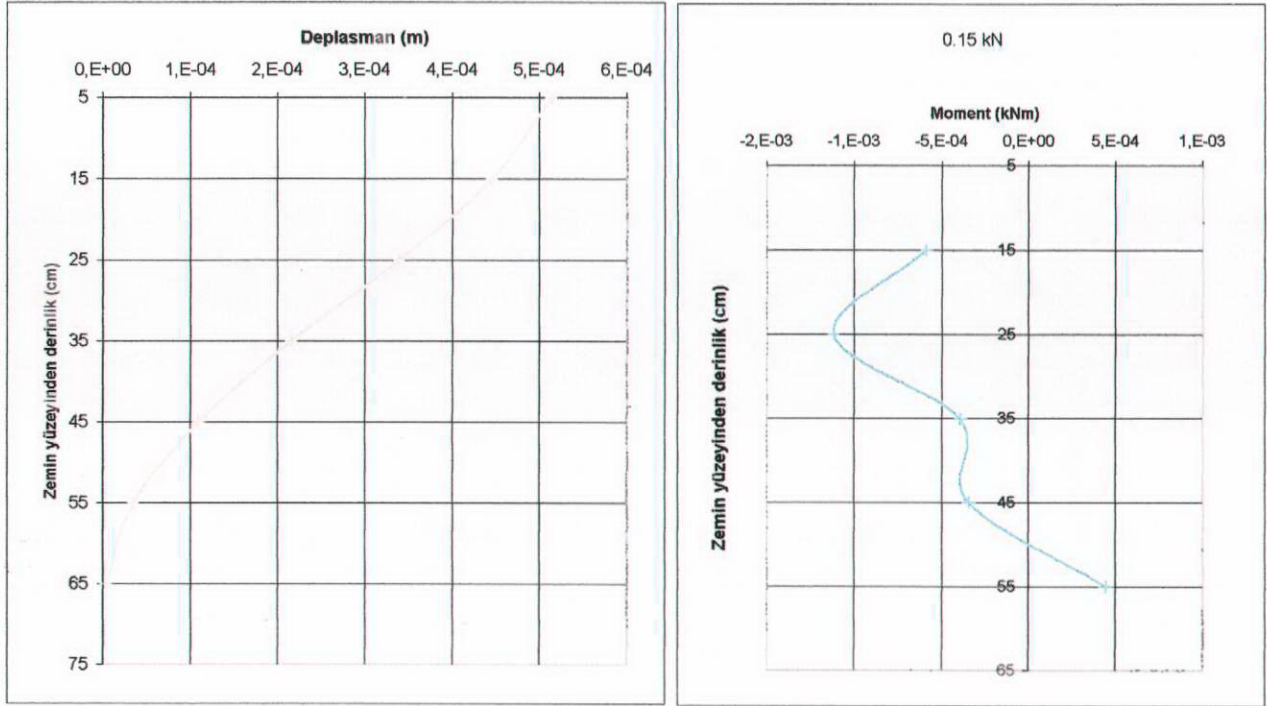 Deplasman (m)
0,E+00 1,E-04 2,E-04 3,E-04 4,E-04 5,E-04 6,E-04
5
15
25
35
45
55
65
75
Zemin yüzeyinden derinlik (cm)
0.15 kN
Moment (kNm)
-2,E-03 -1,E-03 -5,E-04 0,E+00 5,E-04 1,E-03
5
15
25
35
45
55
65
Zemin yüzeyinden derinlik (cm)